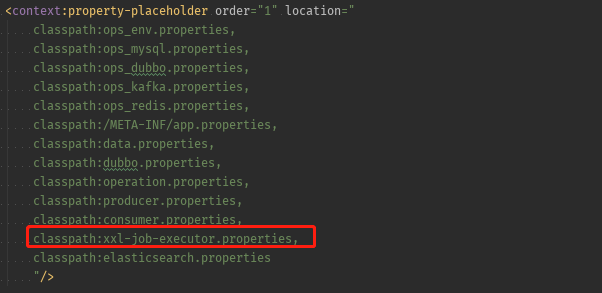 <context:property-placeholder order="1" location="
classpath:ops_env.properties,
classpath:ops_mysql.properties,
classpath:ops_dubbo.properties,
classpath:ops_kafka.properties,
classpath:ops_redis.properties,
classpath:/META-INF/app.properties,
classpath:data.properties,
classpath:dubbo.properties,
classpath:operation.properties,
classpath:producer.properties,
classpath:consumer.properties,
classpath:xxl-job-executor.properties,
classpath:elasticsearch.properties
"/>